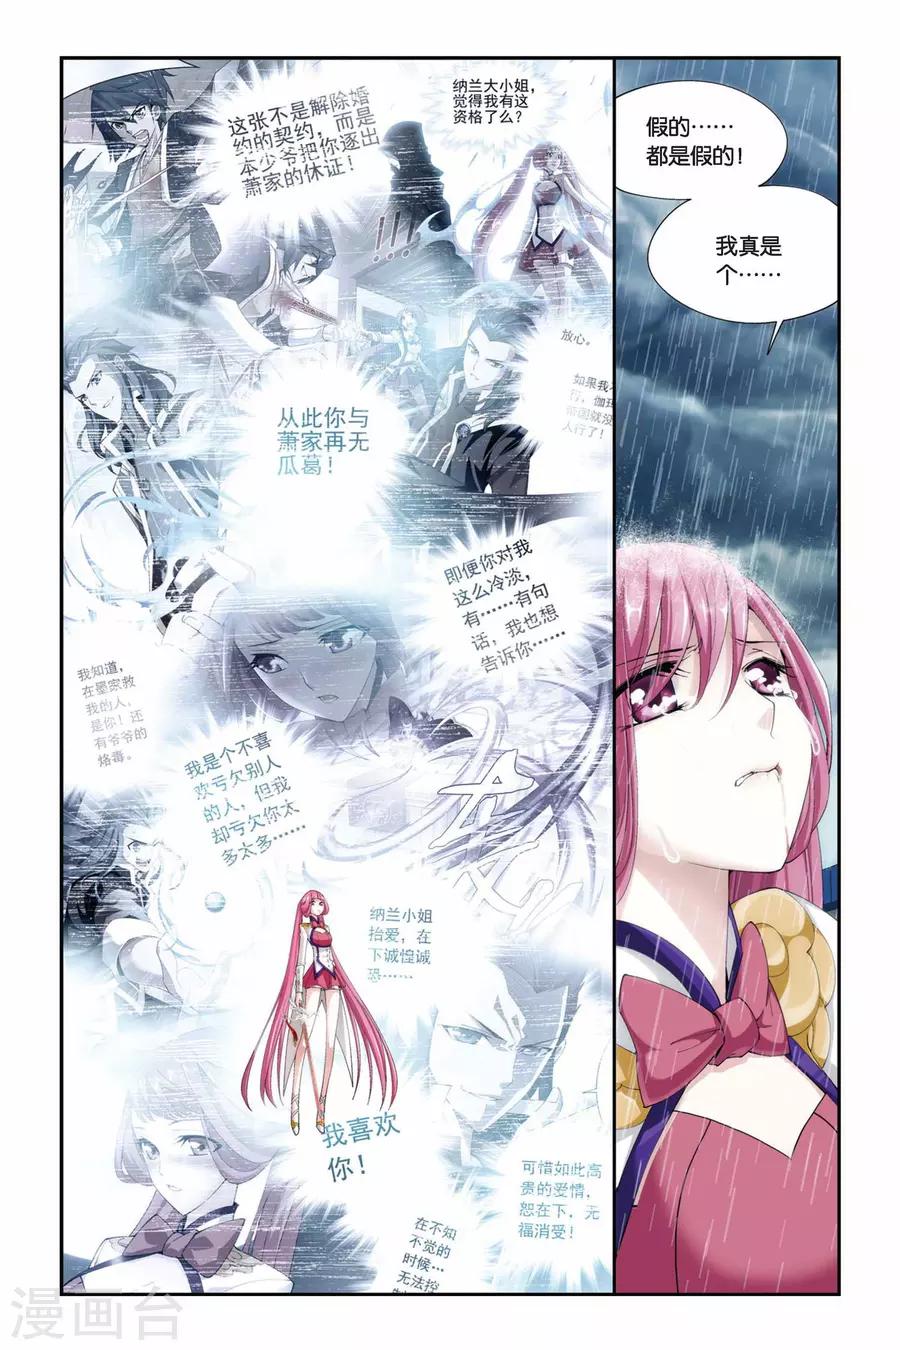 这张不是解除婚
约的契约，而是
本少爷把你逐出
萧家的休证！
纳兰大小姐，
觉得我有这
资格了么？
!!!
放心。
如果我不
行，伽玛
帝国就没
人行了！
从此你与
萧家再无
瓜葛！
即便你对我
这么冷淡，
有……有句
话，我也想
告诉你……
我知道，
在墨家救
我的人，
是你！还
有爷爷的
烙毒。
我是个不喜
欢亏欠别人
的人，但我
却亏欠你太
多太多……
纳兰小姐
抬爱，在
下诚惶诚
恐……
我喜欢
你！
可惜如此高
贵的爱情，
恕在下，无
福消受！
在不知
不觉的
时候…
无法控
假的……
都是假的！
我真是
个……
漫画台